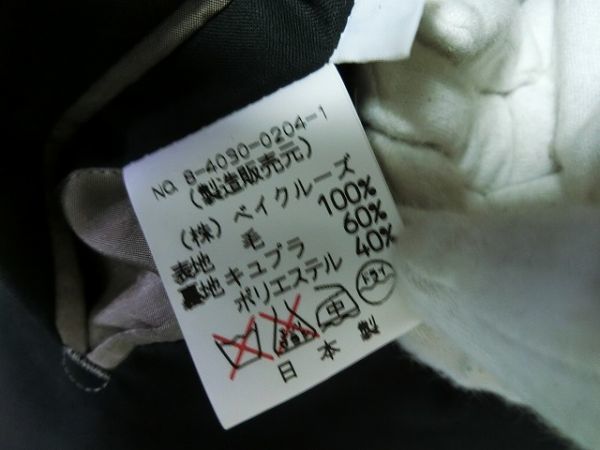 NO. 8-4090-0204-1
(製造販売元)
(株) ベイクルーズ
表地 毛 100%
裏地 キュプラ 60%
ポリエステル 40%
中 ドライ
日本製